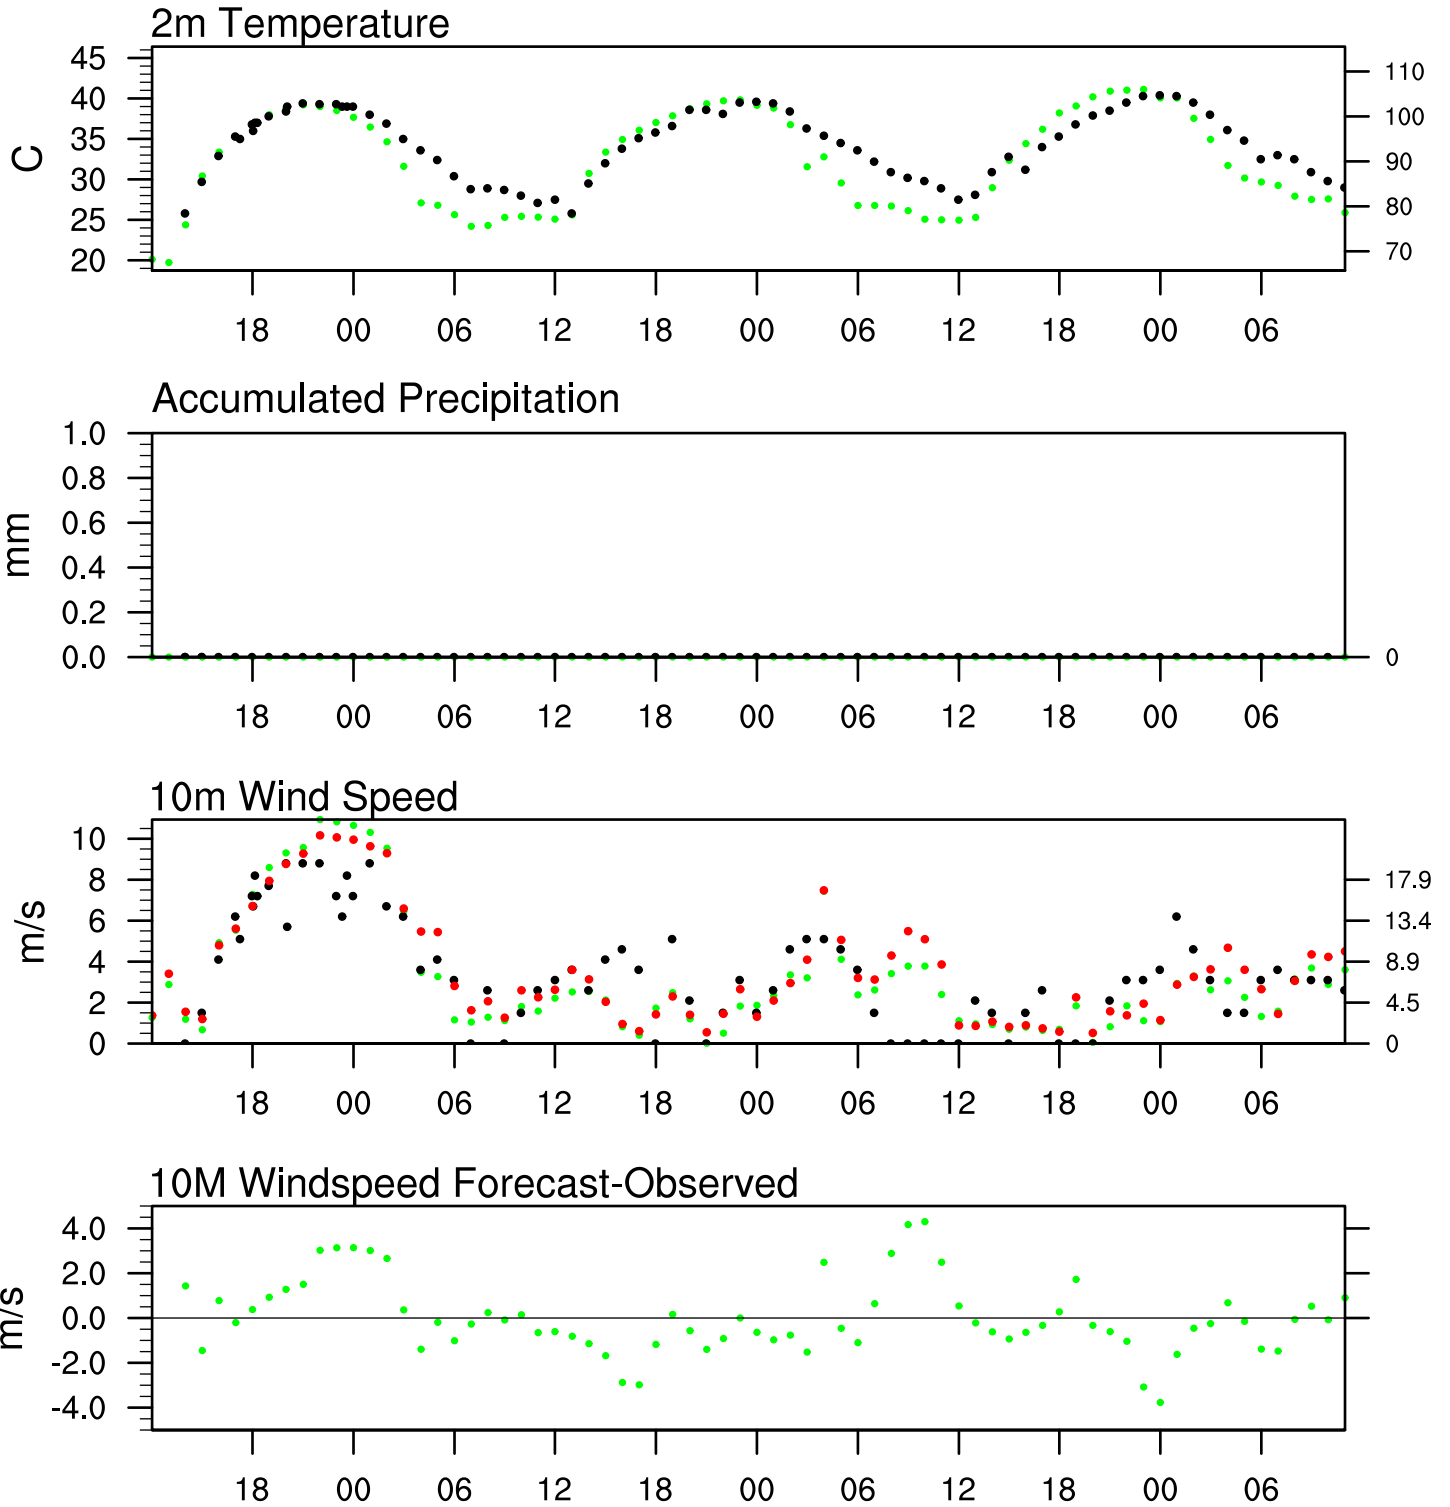 2m Temperature
45 110
40 100
35
C
30 90
25 80
20 70
18 00 06 12 18 00 06 12 18 00 06
Accumulated Precipitation
1.0
0.8
0.6
mm
0.4
0.2
0.0 0
18 00 06 12 18 00 06 12 18 00 06
10m Wind Speed
10
8 17.9
6 13.4
m/s
4 8.9
2 4.5
0 0
18 00 06 12 18 00 06 12 18 00 06
10M Windspeed Forecast-Observed
4.0
2.0
0.0
m/s
-2.0
-4.0
18 00 06 12 18 00 06 12 18 00 06